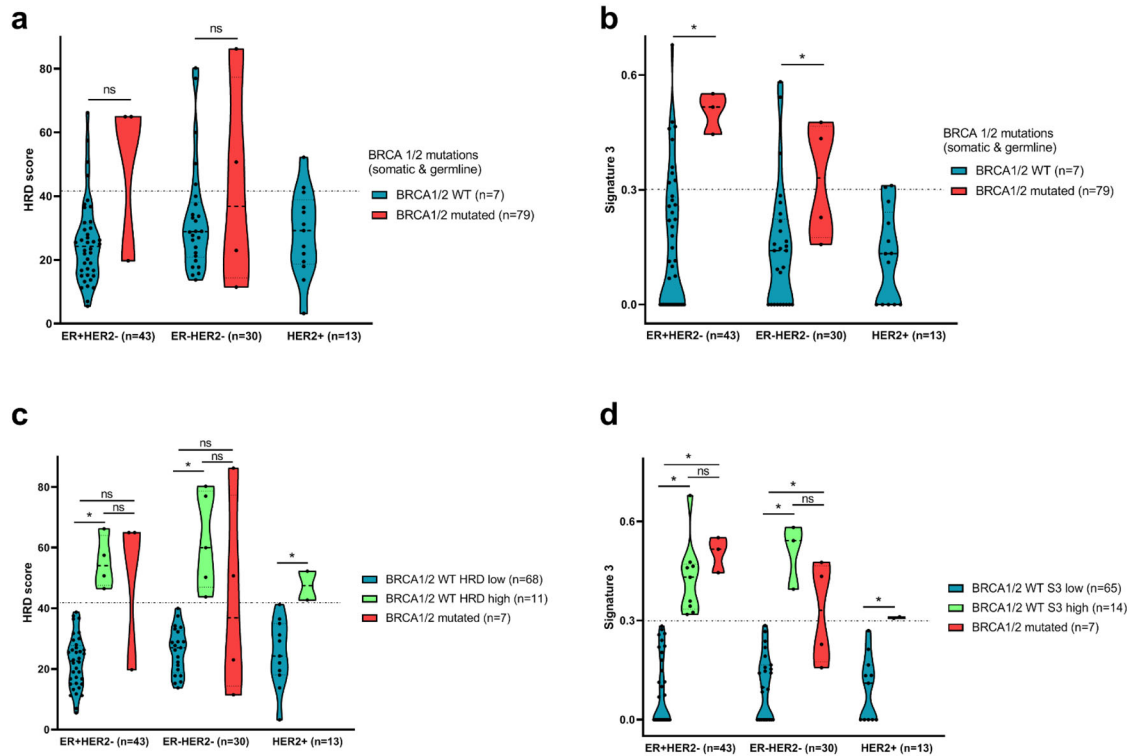 a
ns
ns
80
60
40
20
0
HRD score
BRCA 1/2 mutations
(somatic & germline)
BRCA1/2 WT (n=7)
BRCA1/2 mutated (n=79)
ER+HER2- (n=43)
ER-HER2- (n=30)
HER2+ (n=13)
b
*
*
0.6
0.3
0.0
Signature 3
BRCA 1/2 mutations
(somatic & germline)
BRCA1/2 WT (n=7)
BRCA1/2 mutated (n=79)
ER+HER2- (n=43)
ER-HER2- (n=30)
HER2+ (n=13)
c
ns
*
ns
ns
*
ns
*
80
60
40
20
0
HRD score
BRCA1/2 WT HRD low (n=68)
BRCA1/2 WT HRD high (n=11)
BRCA1/2 mutated (n=7)
ER+HER2- (n=43)
ER-HER2- (n=30)
HER2+ (n=13)
d
*
*
ns
*
*
ns
*
0.6
0.3
0.0
Signature 3
BRCA1/2 WT S3 low (n=65)
BRCA1/2 WT S3 high (n=14)
BRCA1/2 mutated (n=7)
ER+HER2- (n=43)
ER-HER2- (n=30)
HER2+ (n=13)